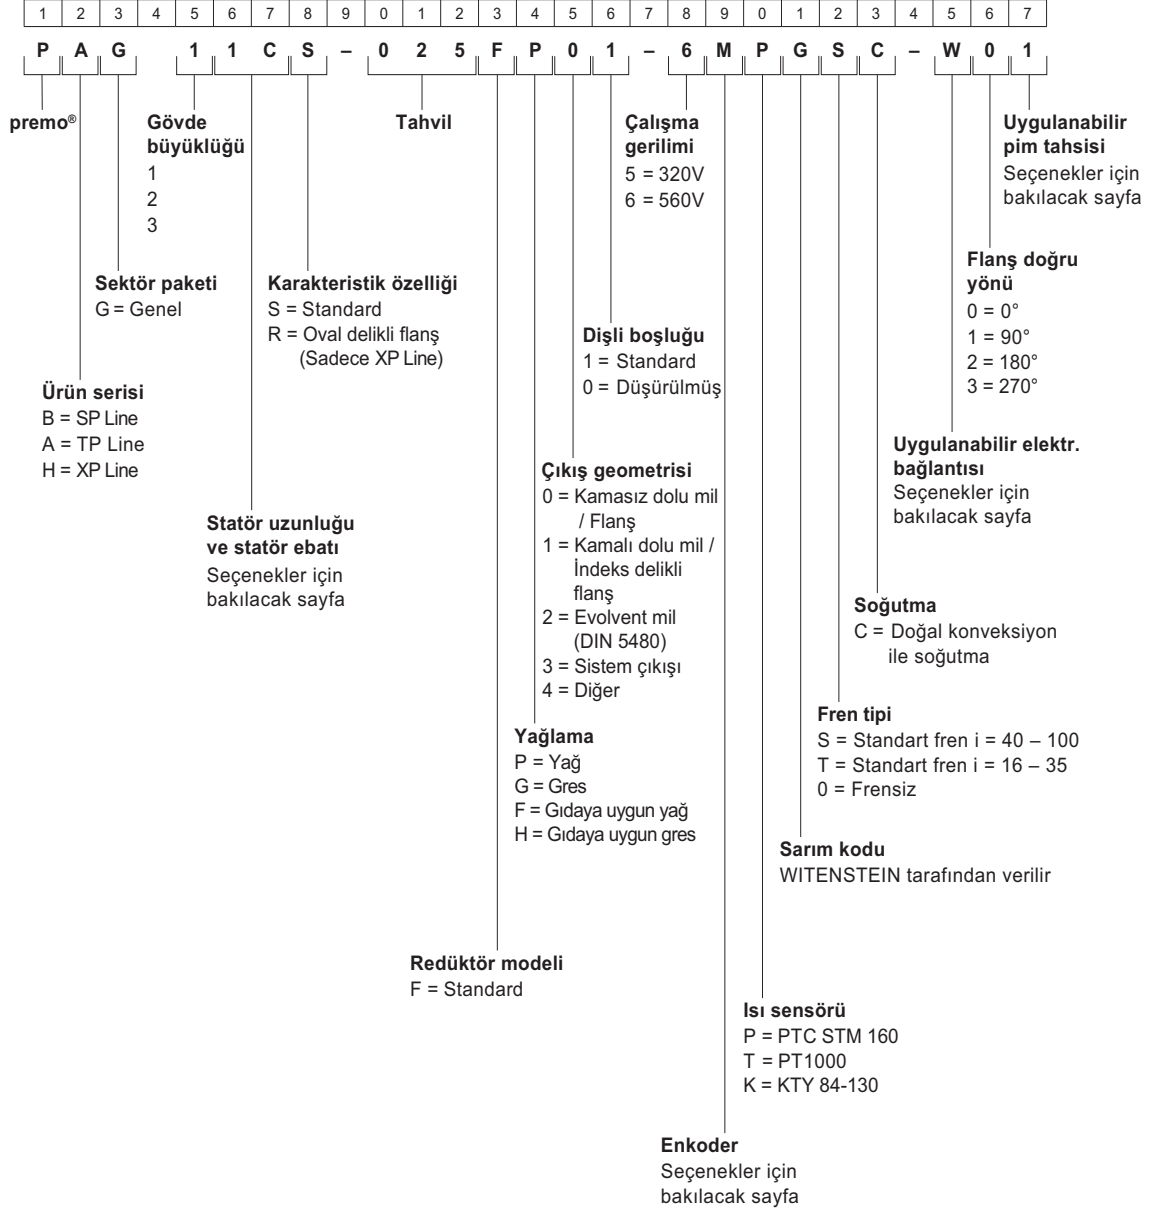 1 2 3 4 5 6 7 8 9 0 1 2 3 4 5 6 7 8 9 0 1 2 3 4 5 6 7
P A G 1 1 C S – 0 2 5 F P 0 1 – 6 M P G S C – W 0 1
premo®
Gövde
büyüklüğü
1
2
3
Tahvil
Çalışma
gerilimi
5 = 320V
6 = 560V
Uygulanabilir
pim tahsisi
Seçenekler için
bakılacak sayfa
Sektör paketi
G = Genel
Karakteristik özelliği
S = Standard
R = Oval delikli flanş
(Sadece XP Line)
Flanş doğru
yönü
0 = 0°
1 = 90°
2 = 180°
3 = 270°
Dişli boşluğu
1 = Standard
0 = Düşürülmüş
Ürün serisi
B = SP Line
A = TP Line
H = XP Line
Uygulanabilir elektr.
bağlantısı
Seçenekler için
bakılacak sayfa
Çıkış geometrisi
0 = Kamasız dolu mil
/ Flanş
1 = Kamalı dolu mil /
İndeks delikli
flanş
2 = Evolvent mil
(DIN 5480)
3 = Sistem çıkışı
4 = Diğer
Statör uzunluğu
ve statör ebatı
Seçenekler için
bakılacak sayfa
Soğutma
C = Doğal konveksiyon
ile soğutma
Fren tipi
S = Standart fren i = 40 – 100
T = Standart fren i = 16 – 35
0 = Frensiz
Yağlama
P = Yağ
G = Gres
F = Gıdaya uygun yağ
H = Gıdaya uygun gres
Sarım kodu
WITENSTEIN tarafından verilir
Redüktör modeli
F = Standard
Isı sensörü
P = PTC STM 160
T = PT1000
K = KTY 84-130
Enkoder
Seçenekler için
bakılacak sayfa